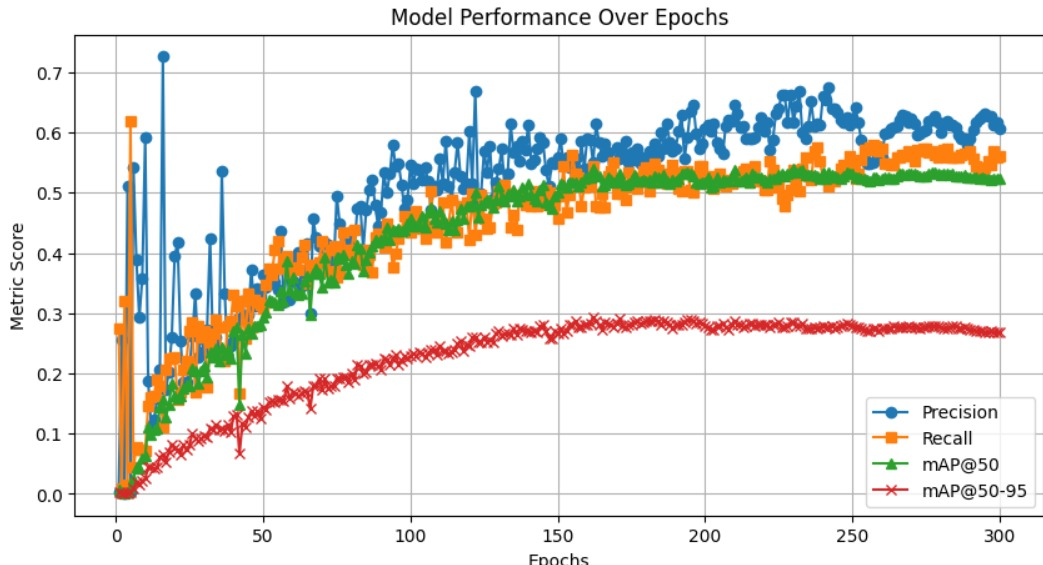 Model Performance Over Epochs
Metric Score
0.7
0.6
0.5
0.4
0.3
0.2
0.1
0.0
0
50
100
150
200
250
300
Epochs
Precision
Recall
mAP@50
mAP@50-95